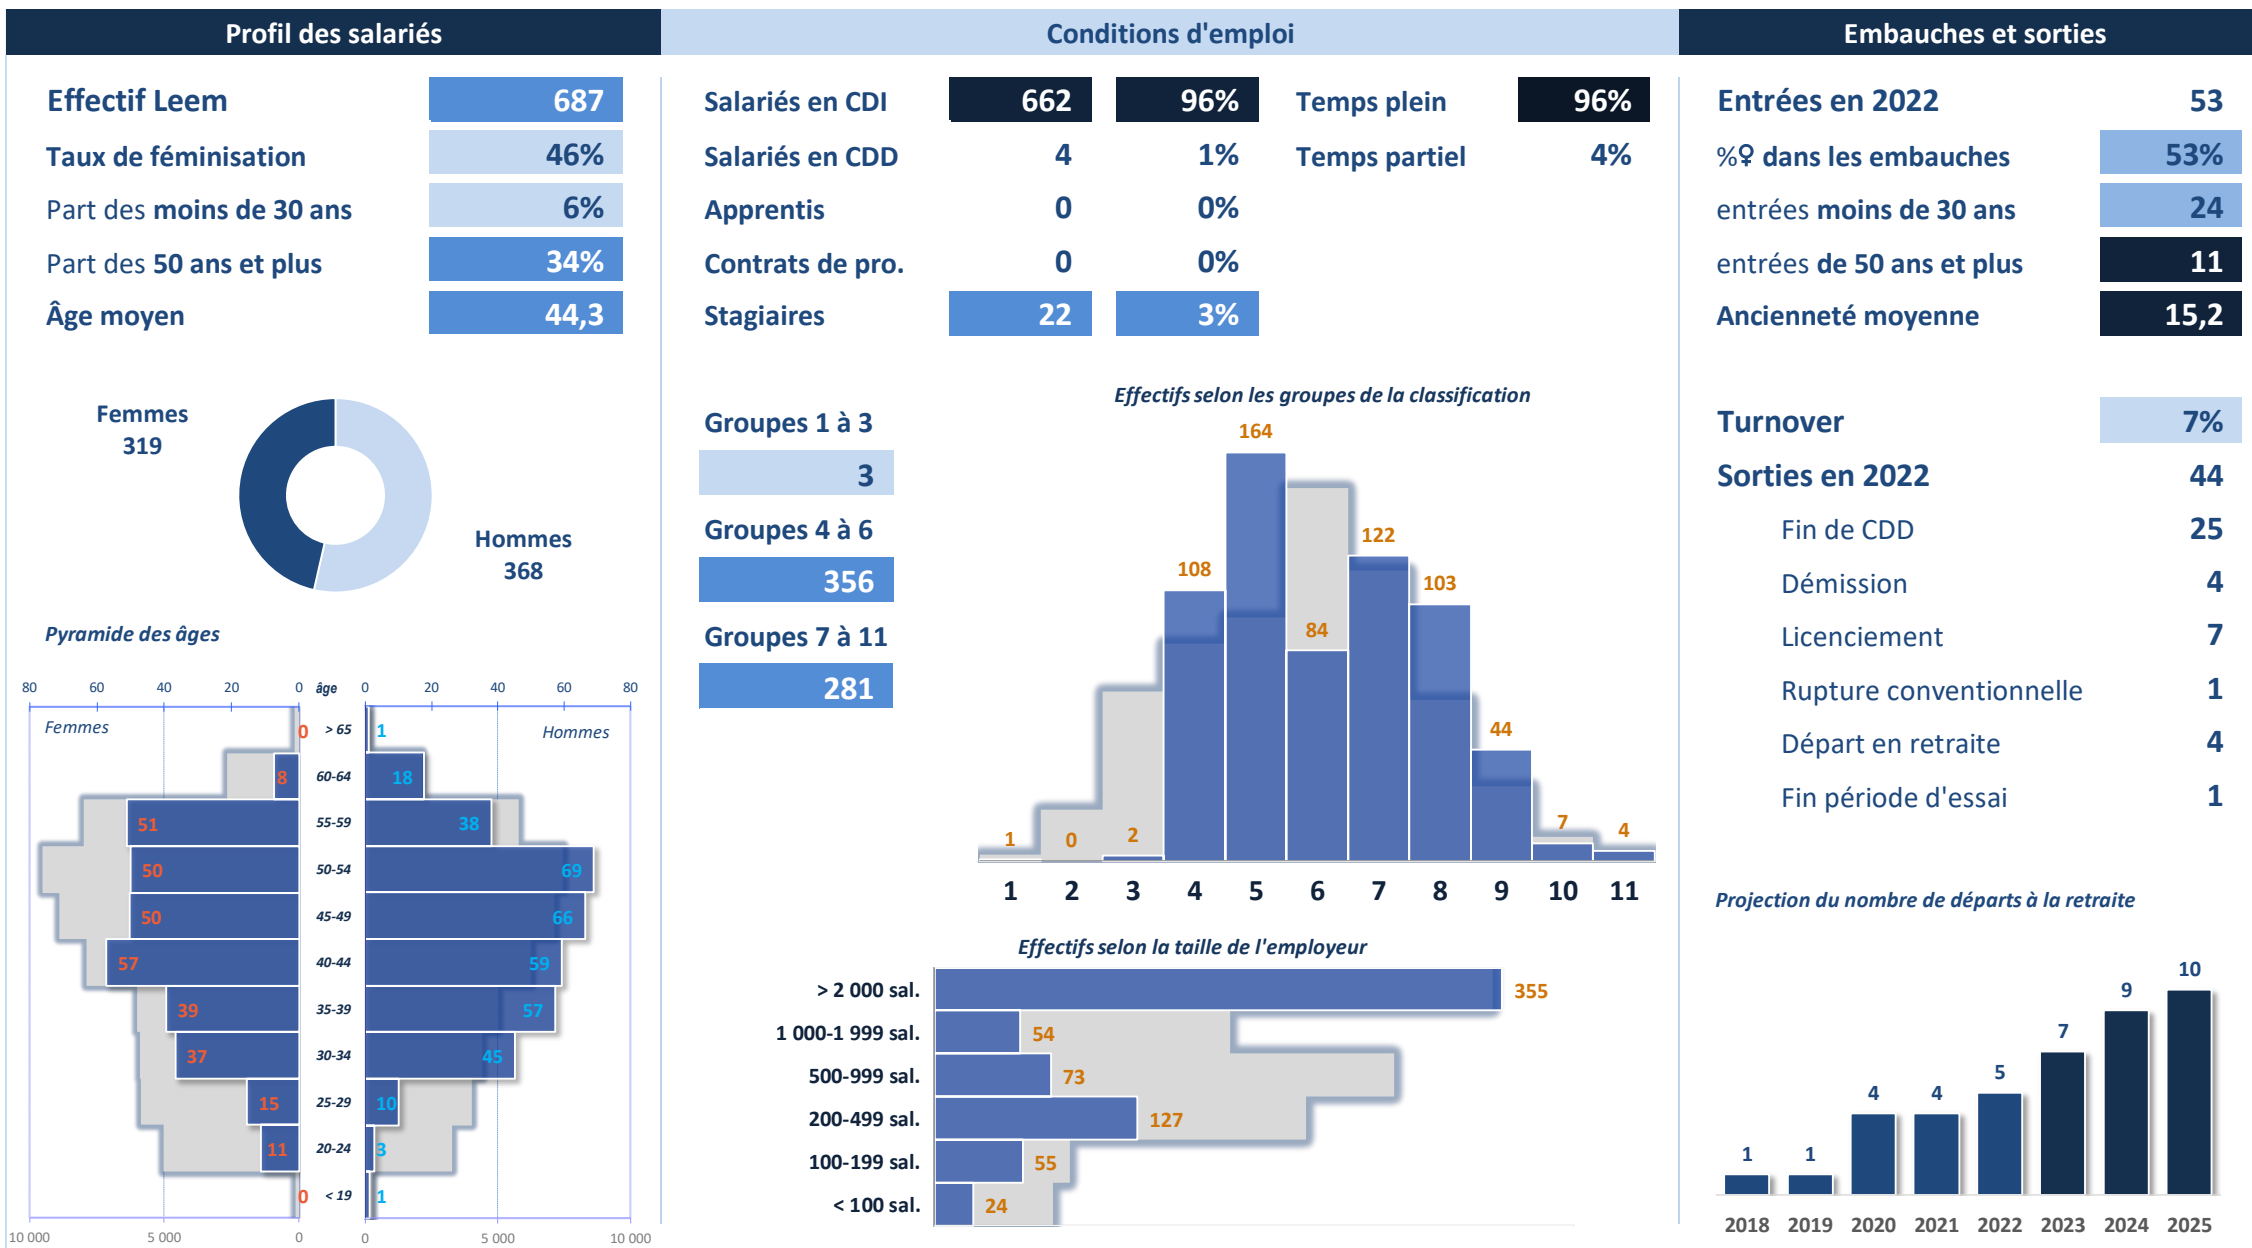 Profil des salariés
Conditions d'emploi
Embauches et sorties
Effectif Leem 687
Taux de féminisation 46%
Part des moins de 30 ans 6%
Part des 50 ans et plus 34%
Âge moyen 44,3
Femmes
319
Hommes
368
Pyramide des âges
80 60 40 20 0 âge 0 20 40 60 80
Femmes
Hommes
0 > 65 1
8 60-64 18
51 55-59 38
50 50-54 69
50 45-49 66
57 40-44 59
39 35-39 57
37 30-34 45
15 25-29 10
11 20-24 3
0 < 19 1
10 000 5 000 0 0 5 000 10 000
Salariés en CDI 662 96% Temps plein 96%
Salariés en CDD 4 1% Temps partiel 4%
Apprentis 0 0%
Contrats de pro. 0 0%
Stagiaires 22 3%
Groupes 1 à 3
3
Groupes 4 à 6
356
Groupes 7 à 11
281
Effectifs selon les groupes de la classification
1 0 2 108 164 84 122 103 44 7 4
1 2 3 4 5 6 7 8 9 10 11
Effectifs selon la taille de l'employeur
> 2 000 sal. 355
1 000-1 999 sal. 54
500-999 sal. 73
200-499 sal. 127
100-199 sal. 55
< 100 sal. 24
Entrées en 2022 53
%♀ dans les embauches 53%
entrées moins de 30 ans 24
entrées de 50 ans et plus 11
Ancienneté moyenne 15,2
Turnover 7%
Sorties en 2022 44
Fin de CDD 25
Démission 4
Licenciement 7
Rupture conventionnelle 1
Départ en retraite 4
Fin période d'essai 1
Projection du nombre de départs à la retraite
1 1 4 4 5 7 9 10
2018 2019 2020 2021 2022 2023 2024 2025